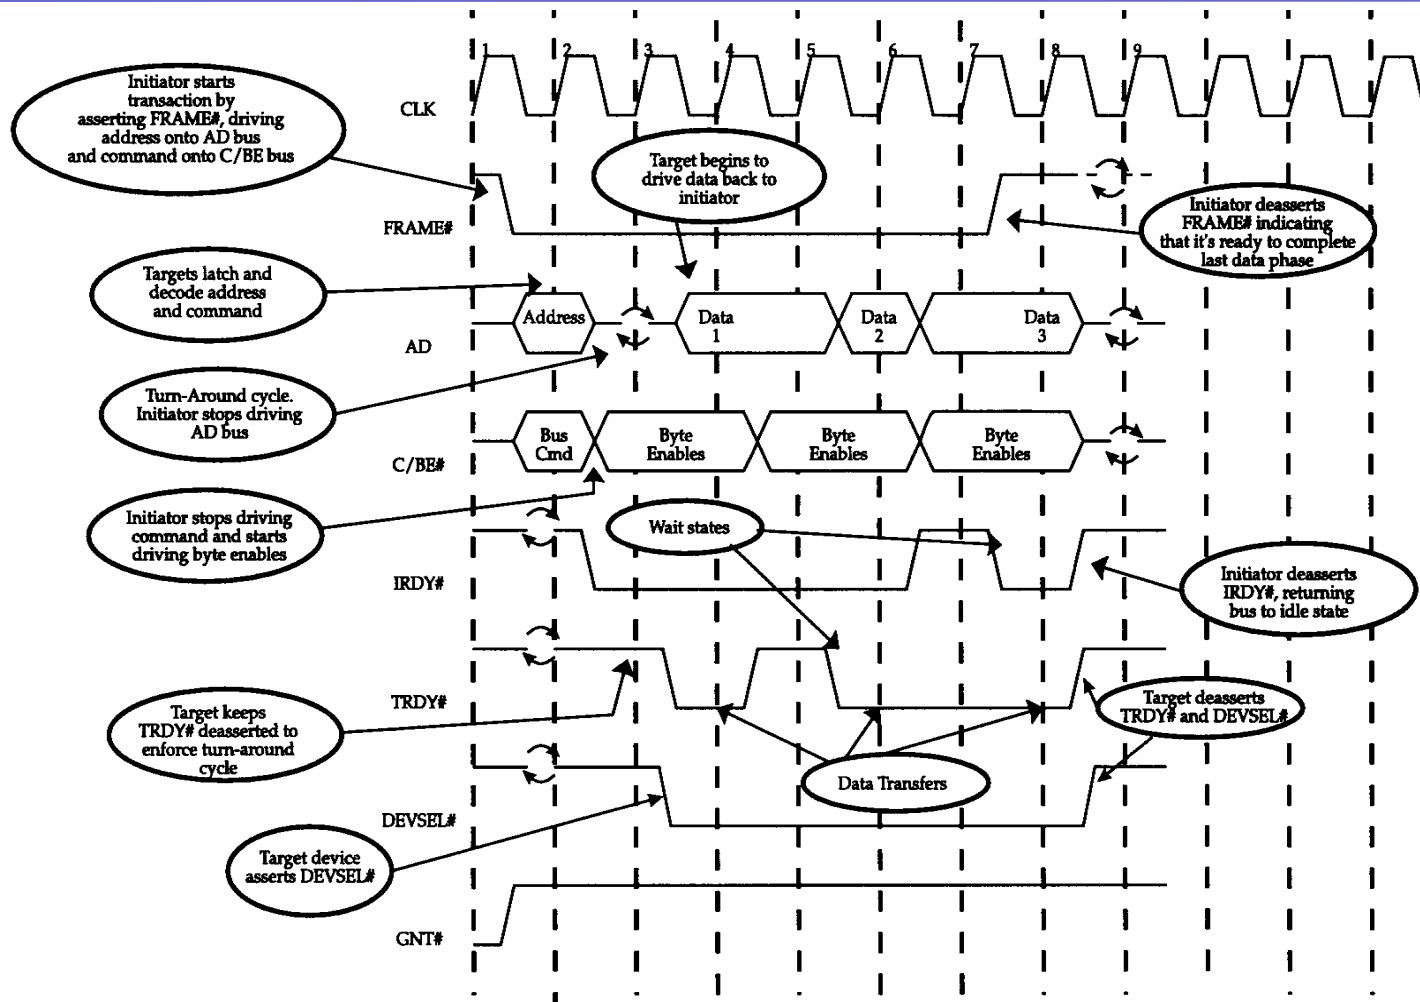 1 2 3 4 5 6 7 8 9
CLK
Initiator starts
transaction by
asserting FRAME#, driving
address onto AD bus
and command onto C/BE bus
Target begins to
drive data back to
initiator
FRAME#
Initiator deasserts
FRAME# indicating
that it's ready to complete
last data phase
Targets latch and
decode address
and command
Address
Data
1
Data
2
Data
3
AD
Turn-Around cycle.
Initiator stops driving
AD bus
Bus
Cmd
Byte
Enables
Byte
Enables
Byte
Enables
C/BE#
Initiator stops driving
command and starts
driving byte enables
Wait states
IRDY#
Initiator deasserts
IRDY#, returning
bus to idle state
TRDY#
Target keeps
TRDY# deasserted to
enforce turn-around
cycle
Target deasserts
TRDY# and DEVSEL#
Data Transfers
DEVSEL#
Target device
asserts DEVSEL#
GNT#